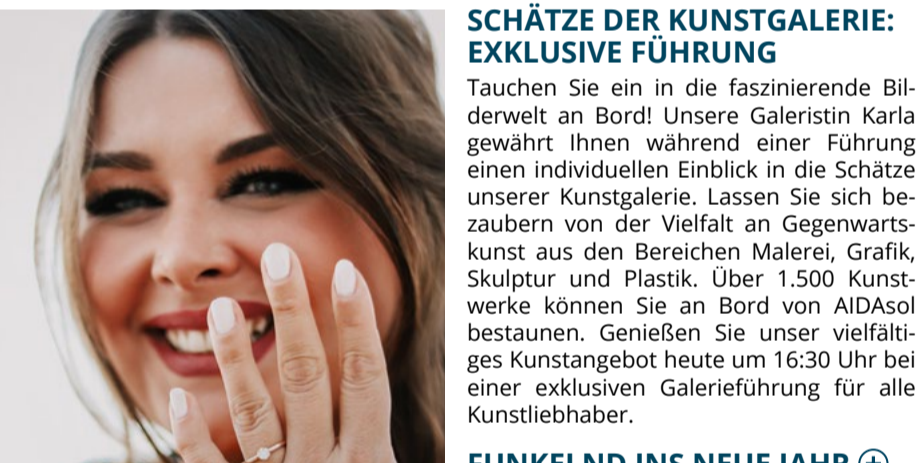 SCHÄTZE DER KUNSTGALERIE:
EXKLUSIVE FÜHRUNG
Tauchen Sie ein in die faszinierende Bil-
derwelt an Bord! Unsere Galeristin Karla
gewährt Ihnen während einer Führung
einen individuellen Einblick in die Schätze
unserer Kunstgalerie. Lassen Sie sich be-
zaubern von der Vielfalt an Gegenwarts-
kunst aus den Bereichen Malerei, Grafik,
Skulptur und Plastik. Über 1.500 Kunst-
werke können Sie an Bord von AIDAsol
bestaunen. Genießen Sie unser vielfälti-
ges Kunstangebot heute um 16:30 Uhr bei
einer exklusiven Galerieführung für alle
Kunstliebhaber.
FUNKELND INS NEUE JAHR